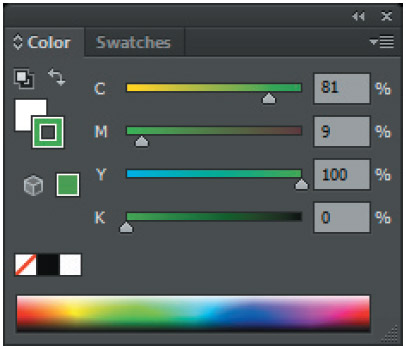 Color Swatches
C 81 %
M 9 %
Y 100 %
K 0 %